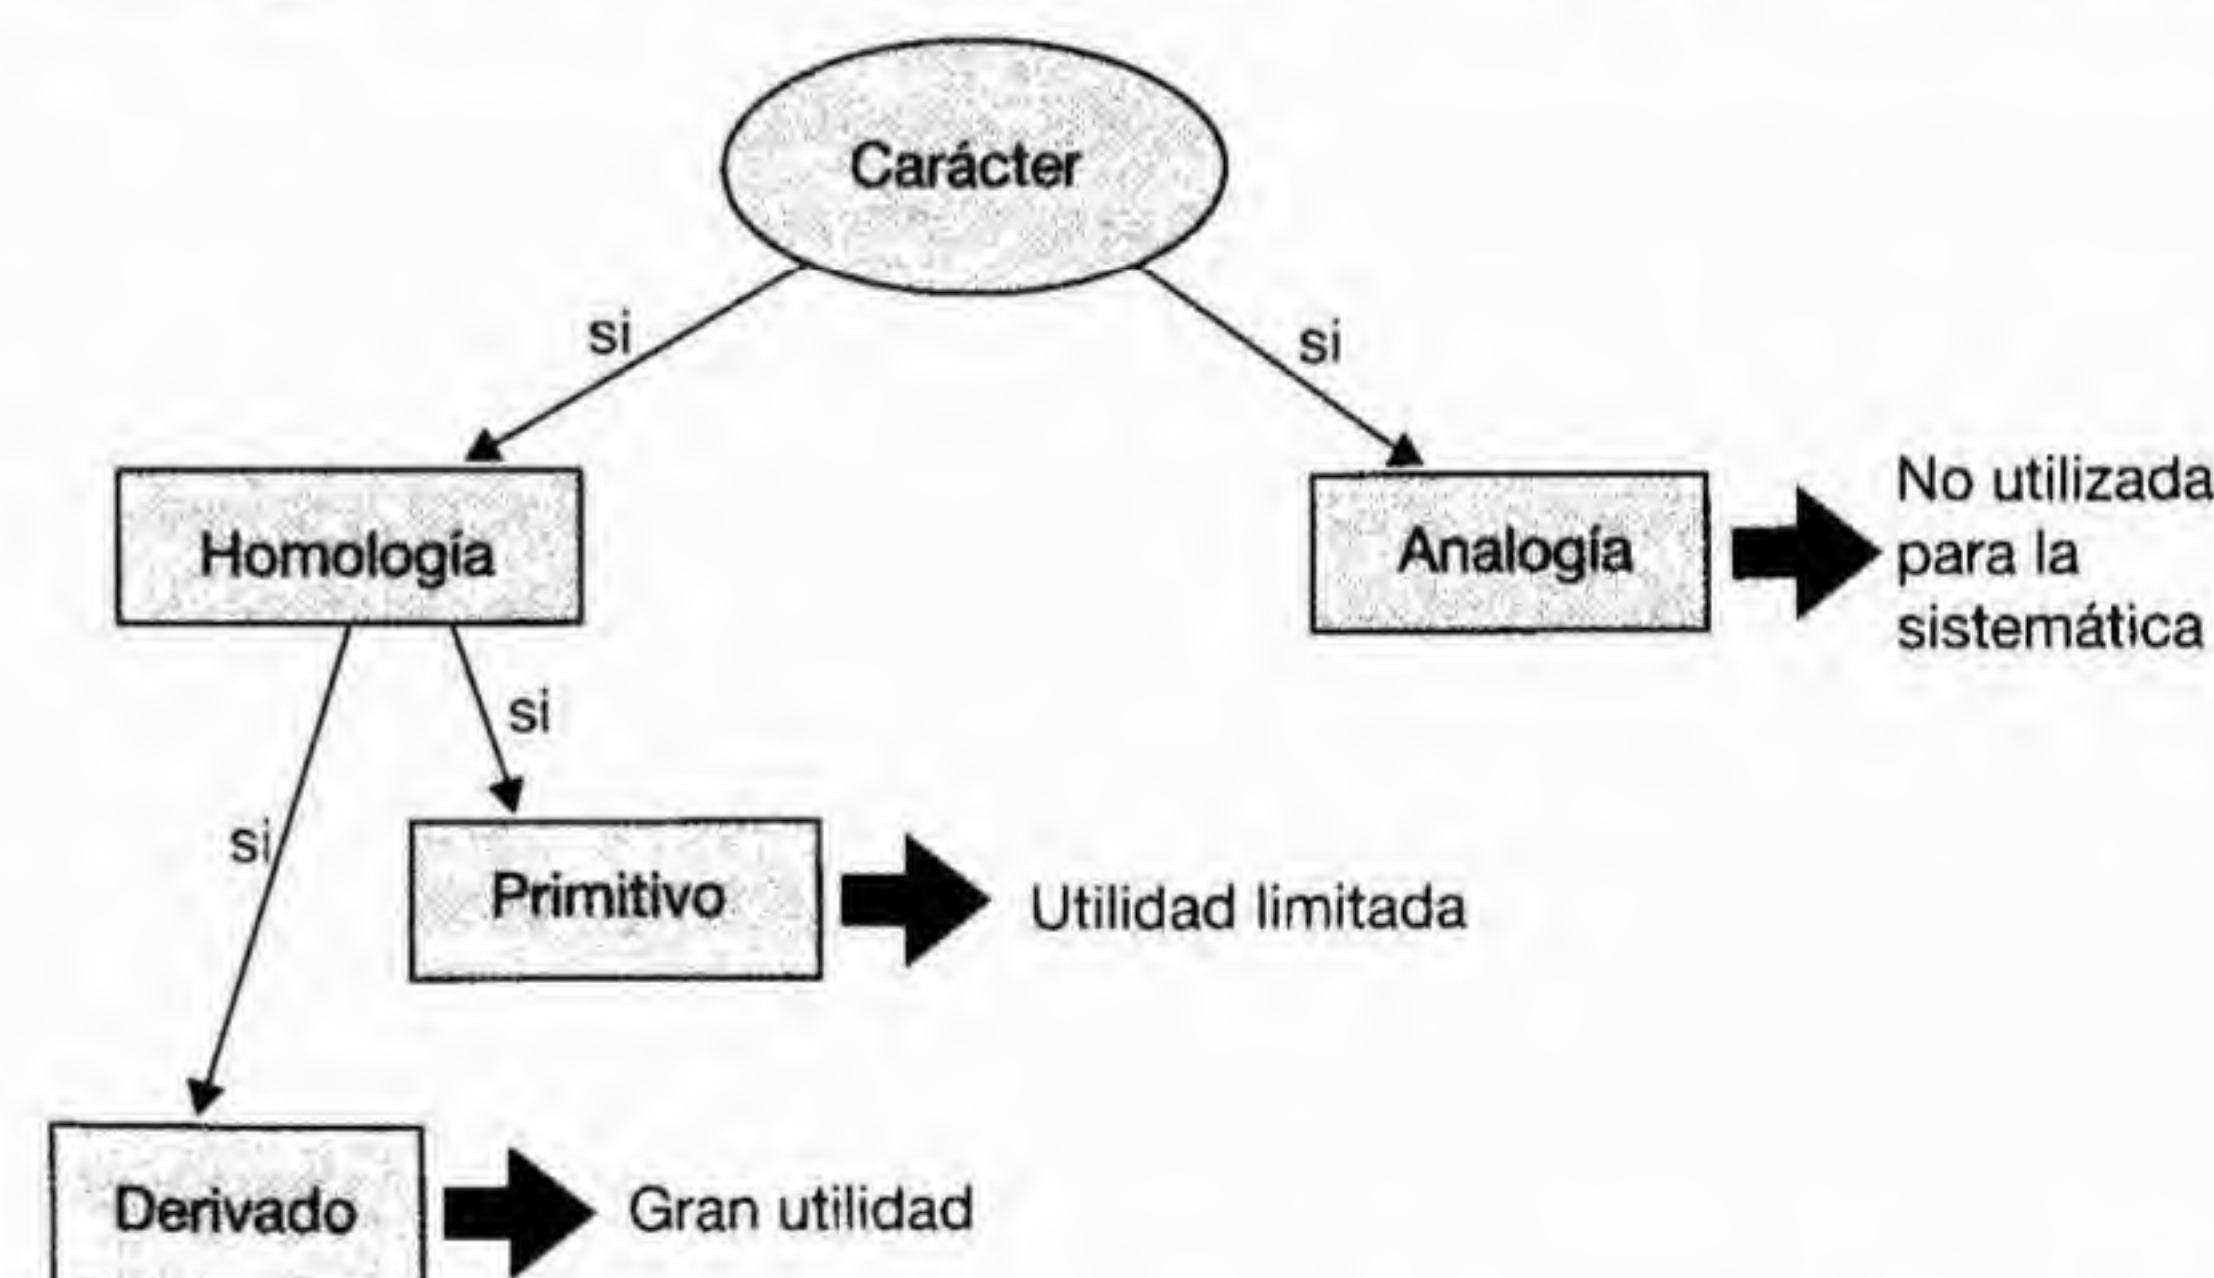 Carácter
si
si
Homología
Analogía
No utilizada
para la
sistemática
si
si
Primitivo
Utilidad limitada
Derivado
Gran utilidad